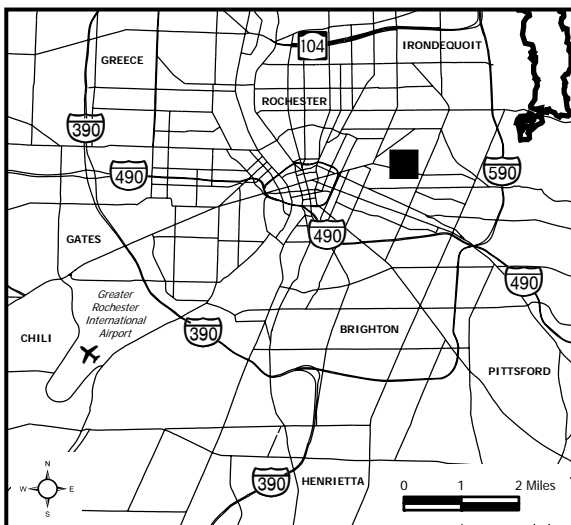 104
IRONDEQUOIT
GREECE
ROCHESTER
390
590
490
490
GATES
490
Greater
Rochester
International
Airport
390
BRIGHTON
CHILI
PITTSFORD
N
W
E
S
390
HENRIETTA
0 1 2 Miles